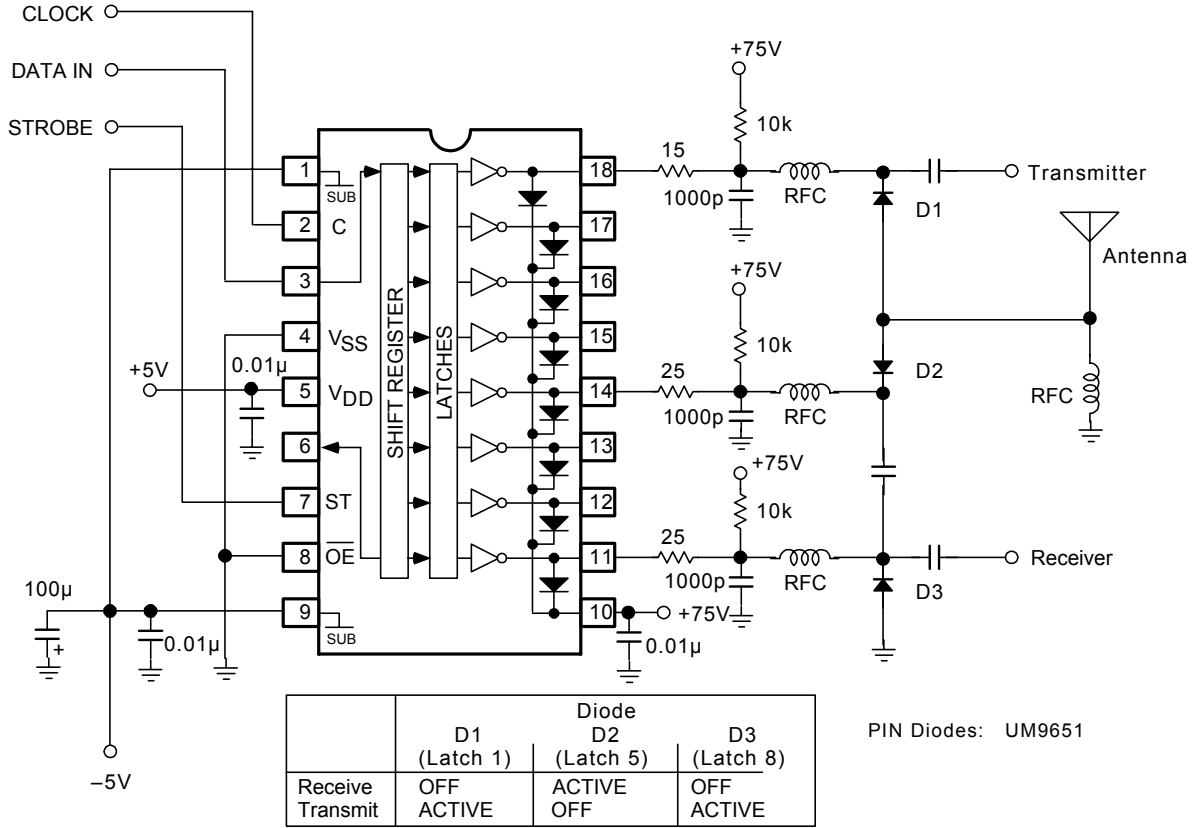 CLOCK
DATA IN
STROBE
+5V
0.01µ
100µ
+
0.01µ
–5V
1
SUB
2
C
3
4
VSS
5
VDD
6
7
ST
8
OE
9
SUB
SHIFT REGISTER
LATCHES
18
17
16
15
14
13
12
11
10
+75V
10k
15
1000p
RFC
D1
Transmitter
Antenna
+75V
10k
25
1000p
RFC
D2
RFC
+75V
10k
25
1000p
RFC
D3
Receiver
+75V
0.01µ
Diode
D1 D2 D3
(Latch 1) (Latch 5) (Latch 8)
Receive OFF ACTIVE OFF
Transmit ACTIVE OFF ACTIVE
PIN Diodes: UM9651